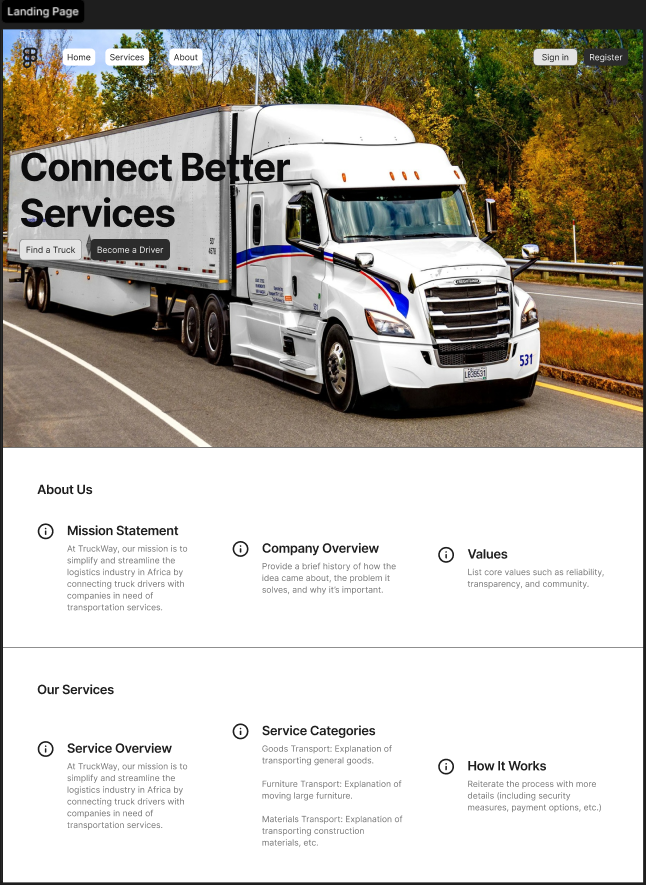 Landing Page
Home Services About Sign in Register
Connect Better
Services
Find a Truck Become a Driver
531
About Us
Mission Statement
At TruckWay, our mission is to
simplify and streamline the
logistics industry in Africa by
connecting truck drivers with
companies in need of
transportation services.
Company Overview
Provide a brief history of how the
idea came about, the problem it
solves, and why it's important.
Values
List core values such as reliability,
transparency, and community.
Our Services
Service Overview
At TruckWay, our mission is to
simplify and streamline the
logistics industry in Africa by
connecting truck drivers with
companies in need of
transportation services.
Service Categories
Goods Transport: Explanation of
transporting general goods.
Furniture Transport: Explanation of
moving large furniture.
Materials Transport: Explanation of
transporting construction
materials, etc.
How It Works
Reiterate the process with more
details (including security
measures, payment options, etc.)